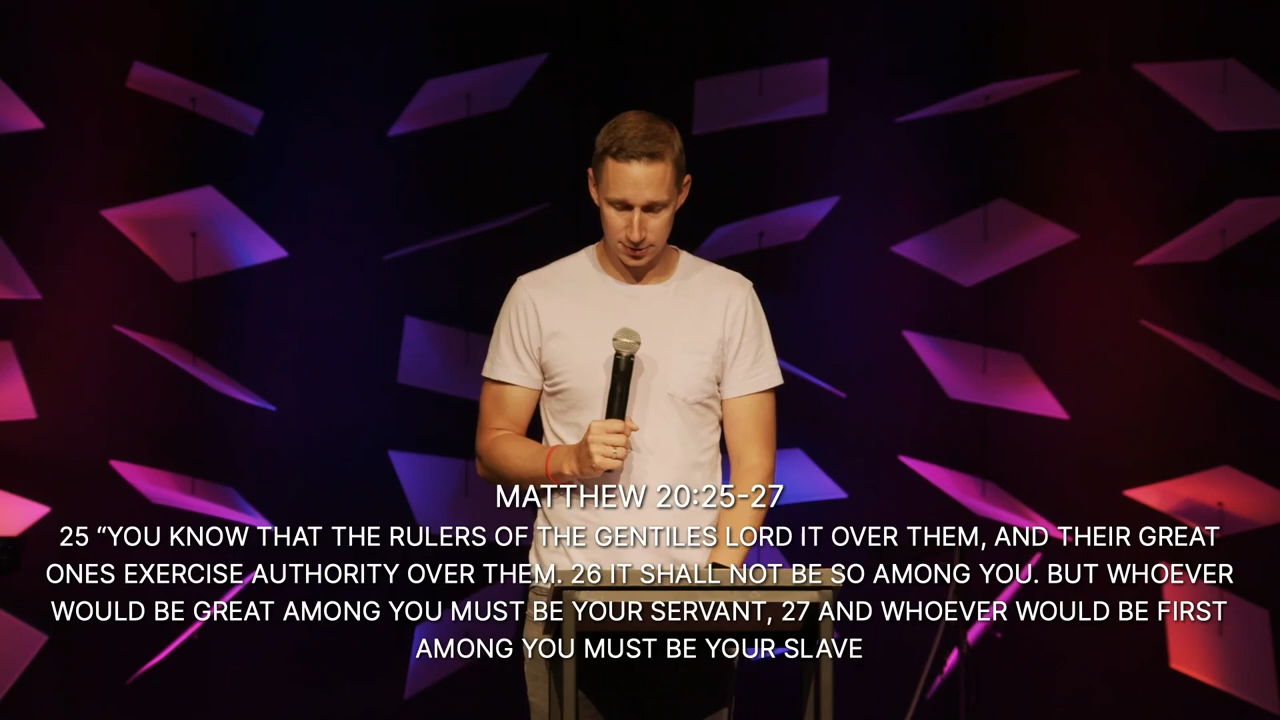 MATTHEW 20:25-27
25 “YOU KNOW THAT THE RULERS OF THE GENTILES LORD IT OVER THEM, AND THEIR GREAT
ONES EXERCISE AUTHORITY OVER THEM. 26 IT SHALL NOT BE SO AMONG YOU. BUT WHOEVER
WOULD BE GREAT AMONG YOU MUST BE YOUR SERVANT, 27 AND WHOEVER WOULD BE FIRST
AMONG YOU MUST BE YOUR SLAVE